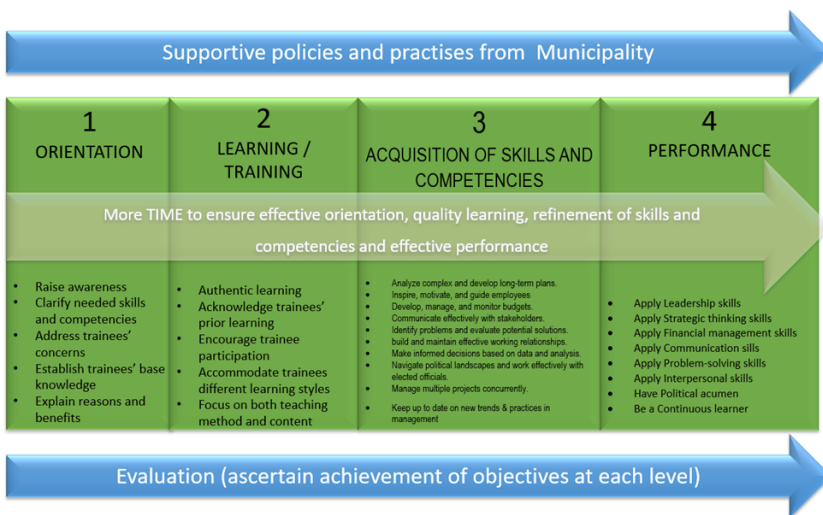 Supportive policies and practises from Municipality
1
ORIENTATION
2
LEARNING /
TRAINING
3
ACQUISITION OF SKILLS AND
COMPETENCIES
4
PERFORMANCE
More TIME to ensure effective orientation, quality learning, refinement of skills and
competencies and effective performance
• Raise awareness
• Clarify needed skills
and competencies
• Address trainees'
concerns
• Establish trainees' base
knowledge
• Explain reasons and
benefits
• Authentic learning
• Acknowledge trainees'
prior learning
• Encourage trainee
participation
• Accommodate trainees
different learning styles
• Focus on both teaching
method and content
• Analyze complex and develop long-term plans.
• Inspire, motivate, and guide employees
• Develop, manage, and monitor budgets.
• Communicate effectively with stakeholders.
• Identify problems and evaluate potential solutions.
• build and maintain effective working relationships.
• Make informed decisions based on data and analysis.
• Navigate political landscapes and work effectively with
elected officials.
• Manage multiple projects concurrently.
• Keep up to date on new trends & practices in
management
• Apply Leadership skills
• Apply Strategic thinking skills
• Apply Financial management skills
• Apply Communication sills
• Apply Problem-solving skills
• Apply Interpersonal skills
• Have Political acumen
• Be a Continuous learner
Evaluation (ascertain achievement of objectives at each level)